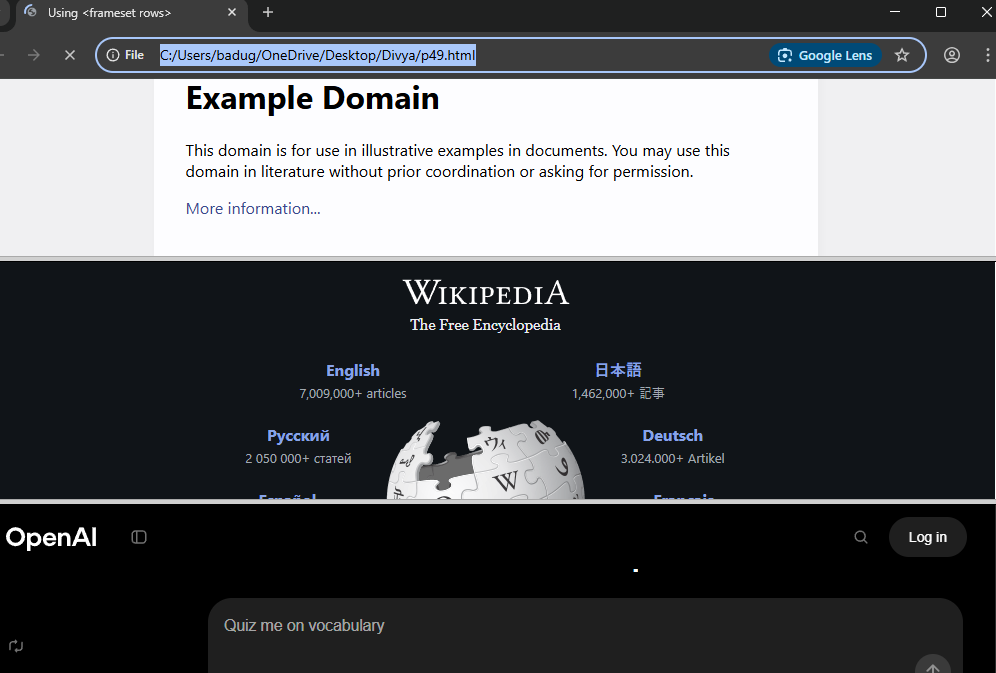 Using <frameset rows>
File
C:/Users/badug/OneDrive/Desktop/Divya/p49.html
Google Lens
Example Domain
This domain is for use in illustrative examples in documents. You may use this
domain in literature without prior coordination or asking for permission.
More information...
WIKIPEDIA
The Free Encyclopedia
English
7,009,000+ articles
日本語
1,462,000+ 記事
Русский
2 050 000+ статей
Deutsch
3.024.000+ Artikel
Español
Français
OpenAI
Log in
Quiz me on vocabulary